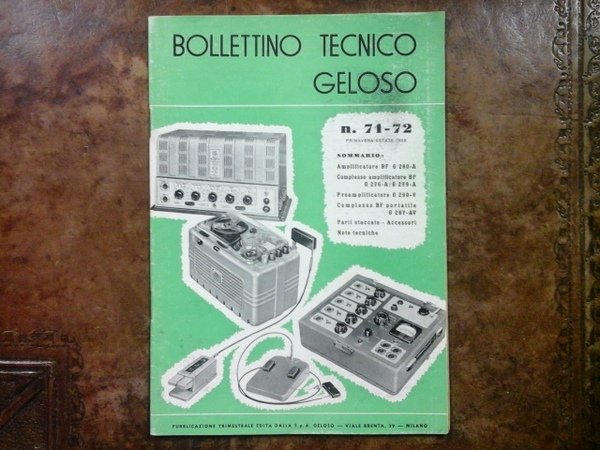 BOLLETTINO TECNICO
GELOSO
n. 71-72
PRIMAVERA-ESTATE 1958
SOMMARIO:
Amplificatore BF G 280-A
Complesso amplificatore BF
G 276-A/G 279-A
Preamplificatore G 290-V
Complesso BF portatile
G 287-AV
Parti staccate - Accessori
Note tecniche
PUBBLICAZIONE TRIMESTRALE EDITA DALLA S.p.A. GELOSO — VIALE BRENTA, 29 — MILANO